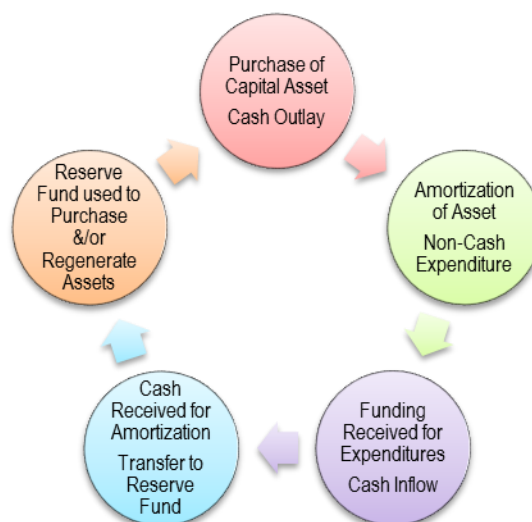 Purchase of
Capital Asset
Cash Outlay
Amortization
of Asset
Non-Cash
Expenditure
Funding
Received for
Expenditures
Cash Inflow
Cash
Received for
Amortization
Transfer to
Reserve
Fund
Reserve
Fund used to
Purchase
&/or
Regenerate
Assets